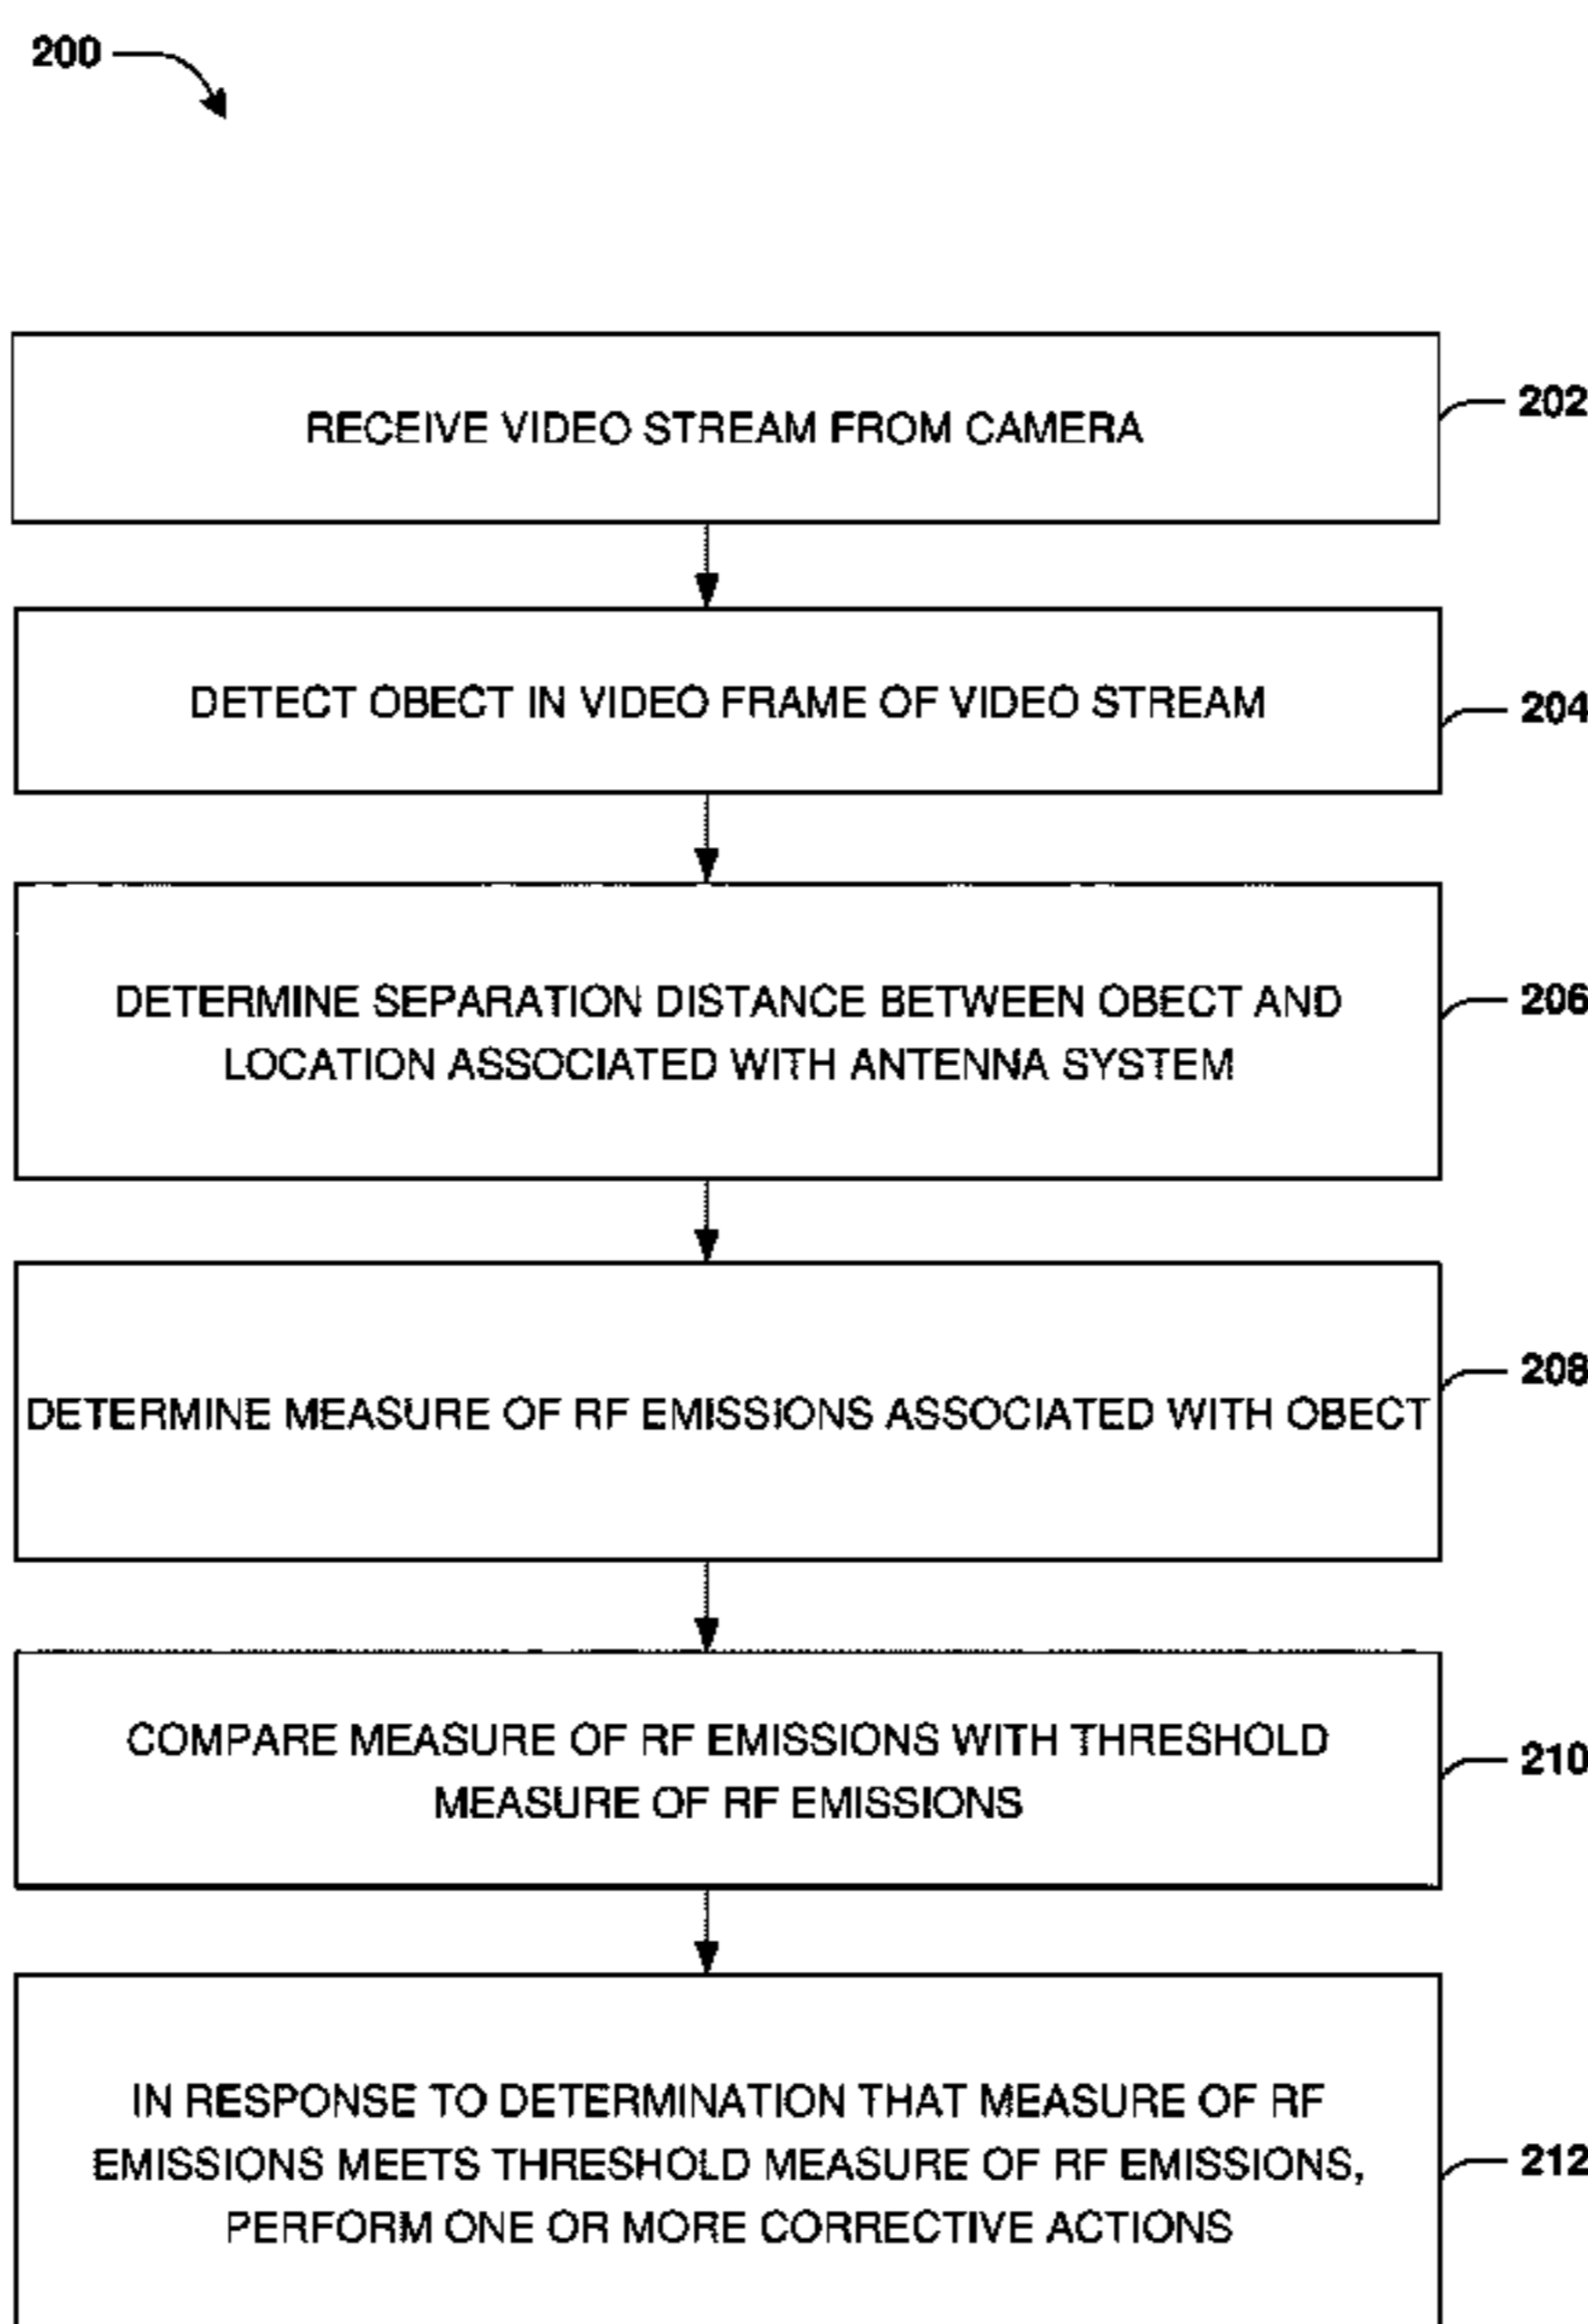 200
RECEIVE VIDEO STREAM FROM CAMERA
202
DETECT OBECT IN VIDEO FRAME OF VIDEO STREAM
204
DETERMINE SEPARATION DISTANCE BETWEEN OBECT AND
LOCATION ASSOCIATED WITH ANTENNA SYSTEM
206
DETERMINE MEASURE OF RF EMISSIONS ASSOCIATED WITH OBECT
208
COMPARE MEASURE OF RF EMISSIONS WITH THRESHOLD
MEASURE OF RF EMISSIONS
210
IN RESPONSE TO DETERMINATION THAT MEASURE OF RF
EMISSIONS MEETS THRESHOLD MEASURE OF RF EMISSIONS,
PERFORM ONE OR MORE CORRECTIVE ACTIONS
212